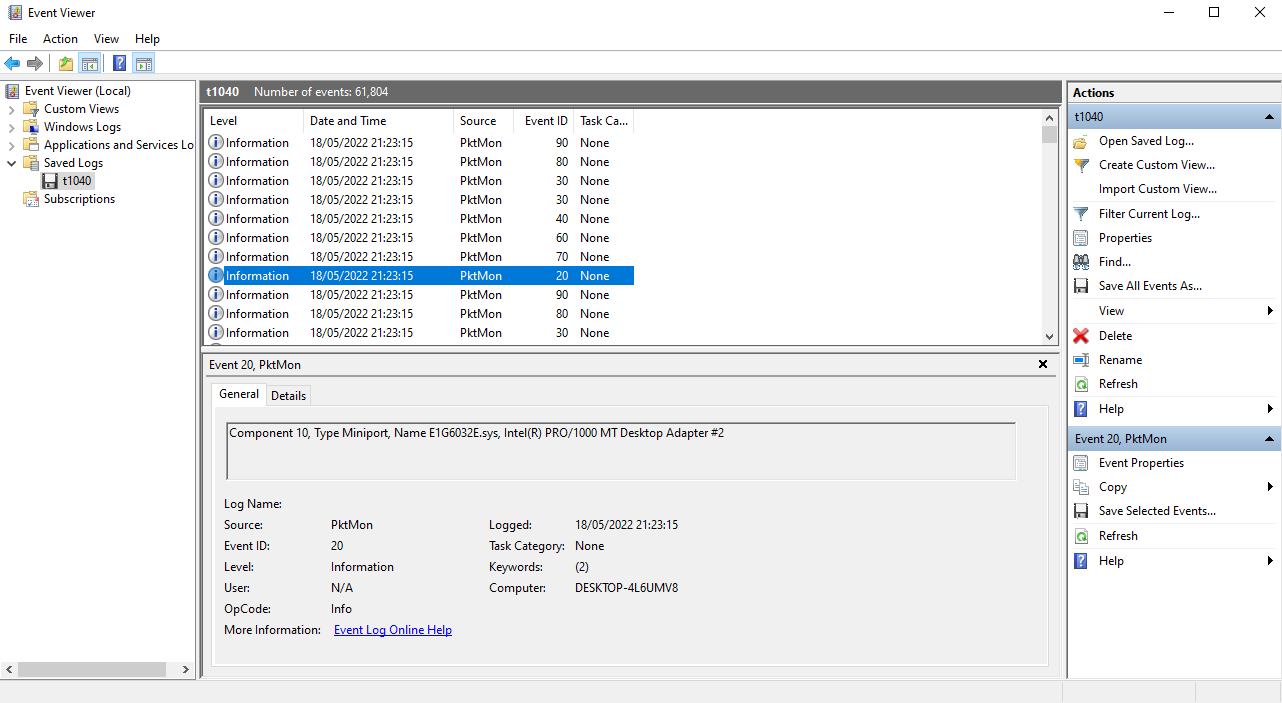 Event Viewer
File Action View Help
Event Viewer (Local)
Custom Views
Windows Logs
Applications and Services Lo
Saved Logs
t1040
Subscriptions
t1040 Number of events: 61,804
Level Date and Time Source Event ID Task Ca...
Information 18/05/2022 21:23:15 PktMon 90 None
Information 18/05/2022 21:23:15 PktMon 80 None
Information 18/05/2022 21:23:15 PktMon 30 None
Information 18/05/2022 21:23:15 PktMon 30 None
Information 18/05/2022 21:23:15 PktMon 40 None
Information 18/05/2022 21:23:15 PktMon 60 None
Information 18/05/2022 21:23:15 PktMon 70 None
Information 18/05/2022 21:23:15 PktMon 20 None
Information 18/05/2022 21:23:15 PktMon 90 None
Information 18/05/2022 21:23:15 PktMon 80 None
Information 18/05/2022 21:23:15 PktMon 30 None
Event 20, PktMon
General Details
Component 10, Type Miniport, Name E1G6032E.sys, Intel(R) PRO/1000 MT Desktop Adapter #2
Log Name:
Source: PktMon Logged: 18/05/2022 21:23:15
Event ID: 20 Task Category: None
Level: Information Keywords: (2)
User: N/A Computer: DESKTOP-4L6UMV8
OpCode: Info
More Information: Event Log Online Help
Actions
t1040
Open Saved Log...
Create Custom View...
Import Custom View...
Filter Current Log...
Properties
Find...
Save All Events As...
View
Delete
Rename
Refresh
Help
Event 20, PktMon
Event Properties
Copy
Save Selected Events...
Refresh
Help